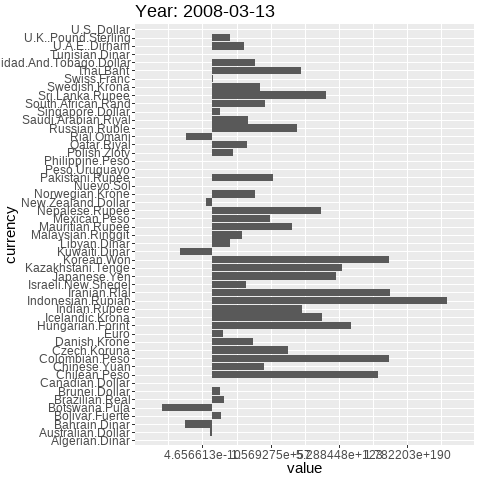 Year: 2008-03-13
U.S. Dollar
U.K. Pound Sterling
U.A.E. Dirham
Tunisian.Dinar
idad.And.Tobago.Dollar
Thai.Baht
Swiss.Franc
Swedish.Krona
Sri.Lanka.Rupee
South.African.Rand
Singapore.Dollar
Saudi.Arabian.Riyal
Russian.Ruble
Rial.Omani
Qatar.Riyal
Polish.Zloty
Philippine.Peso
Peso.Uruguayo
Pakistani.Rupee
Nuevo.Sol
Norwegian.Krone
New.Zealand.Dollar
Nepalese.Rupee
Mexican.Peso
Mauritian.Rupee
Malaysian.Ringgit
Libyan.Dinar
Kuwaiti.Dinar
Korean.Won
Kazakhstani.Tenge
Japanese.Yen
Israeli.New.Sheqel
Iranian.Rial
Indonesian.Rupiah
Indian.Rupee
Icelandic.Krona
Hungarian.Forint
Euro
Danish.Krone
Czech.Koruna
Colombian.Peso
Chinese.Yuan
Chilean.Peso
Canadian.Dollar
Brunei.Dollar
Brazilian.Real
Botswana.Pula
Bolivar.Fuerte
Bahrain.Dinar
Australian.Dollar
Algerian.Dinar
currency
value